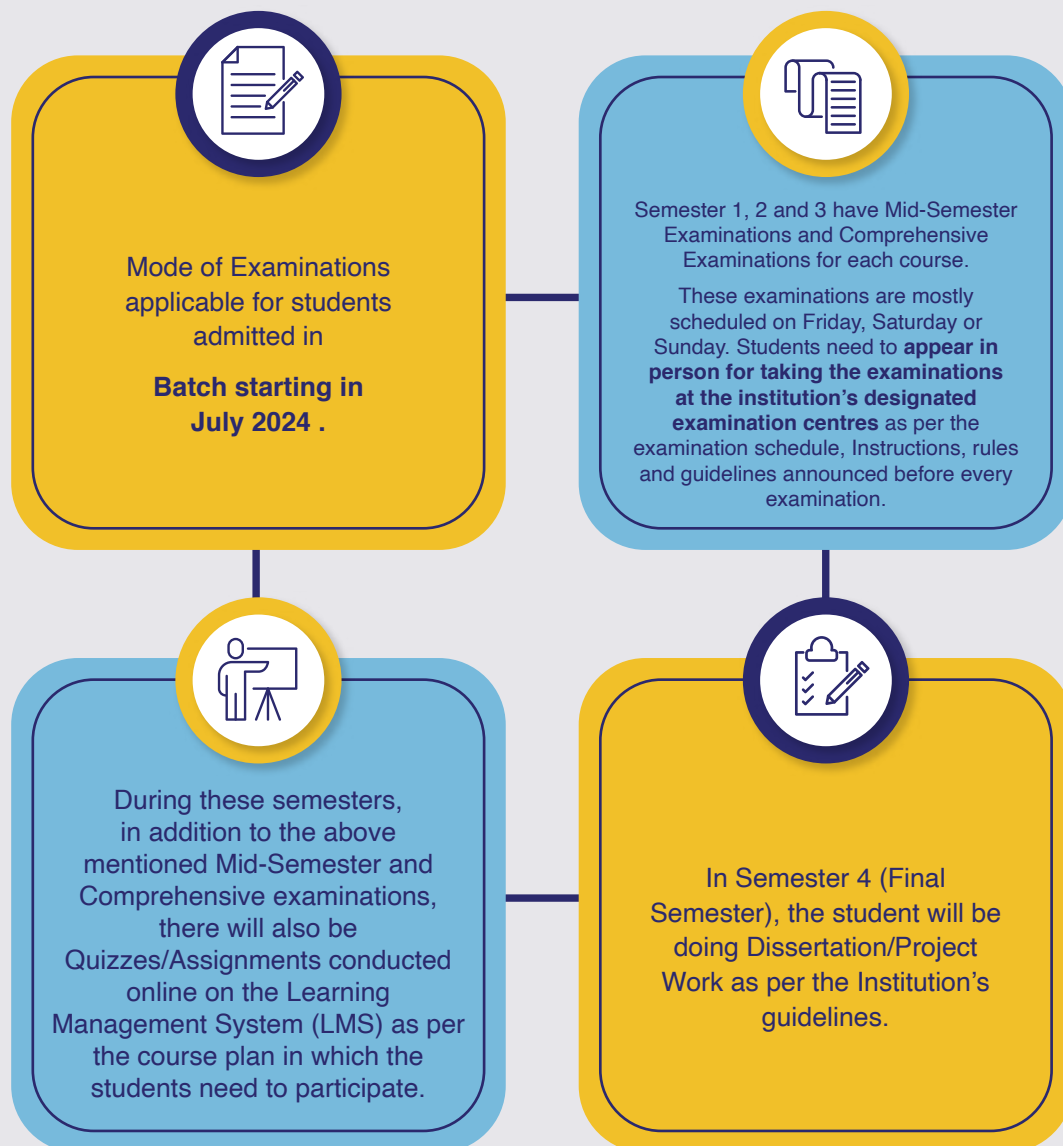 Mode of Examinations
applicable for students
admitted in
Batch starting in
July 2024 .
Semester 1, 2 and 3 have Mid-Semester
Examinations and Comprehensive
Examinations for each course.
These examinations are mostly
scheduled on Friday, Saturday or
Sunday. Students need to appear in
person for taking the examinations
at the institution’s designated
examination centres as per the
examination schedule, Instructions, rules
and guidelines announced before every
examination.
During these semesters,
in addition to the above
mentioned Mid-Semester and
Comprehensive examinations,
there will also be
Quizzes/Assignments conducted
online on the Learning
Management System (LMS) as per
the course plan in which the
students need to participate.
In Semester 4 (Final
Semester), the student will be
doing Dissertation/Project
Work as per the Institution’s
guidelines.